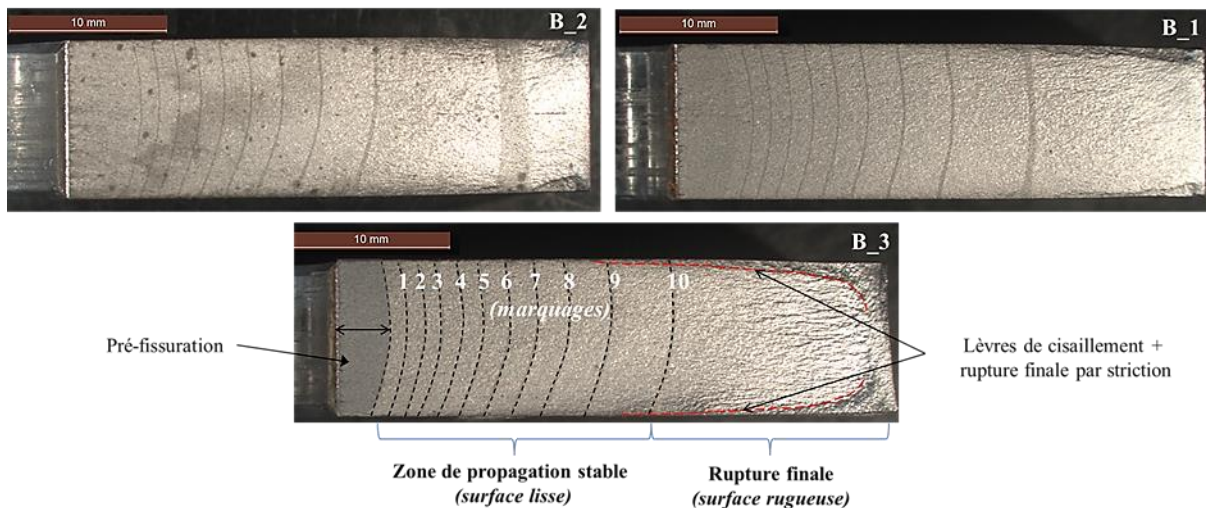 10 mm
B_2
10 mm
B_1
10 mm
B_3
1 2 3 4 5 6 7 8 9 10
(marquages)
Pré-fissuration
Lèvres de cisaillement +
rupture finale par striction
Zone de propagation stable
(surface lisse)
Rupture finale
(surface rugueuse)